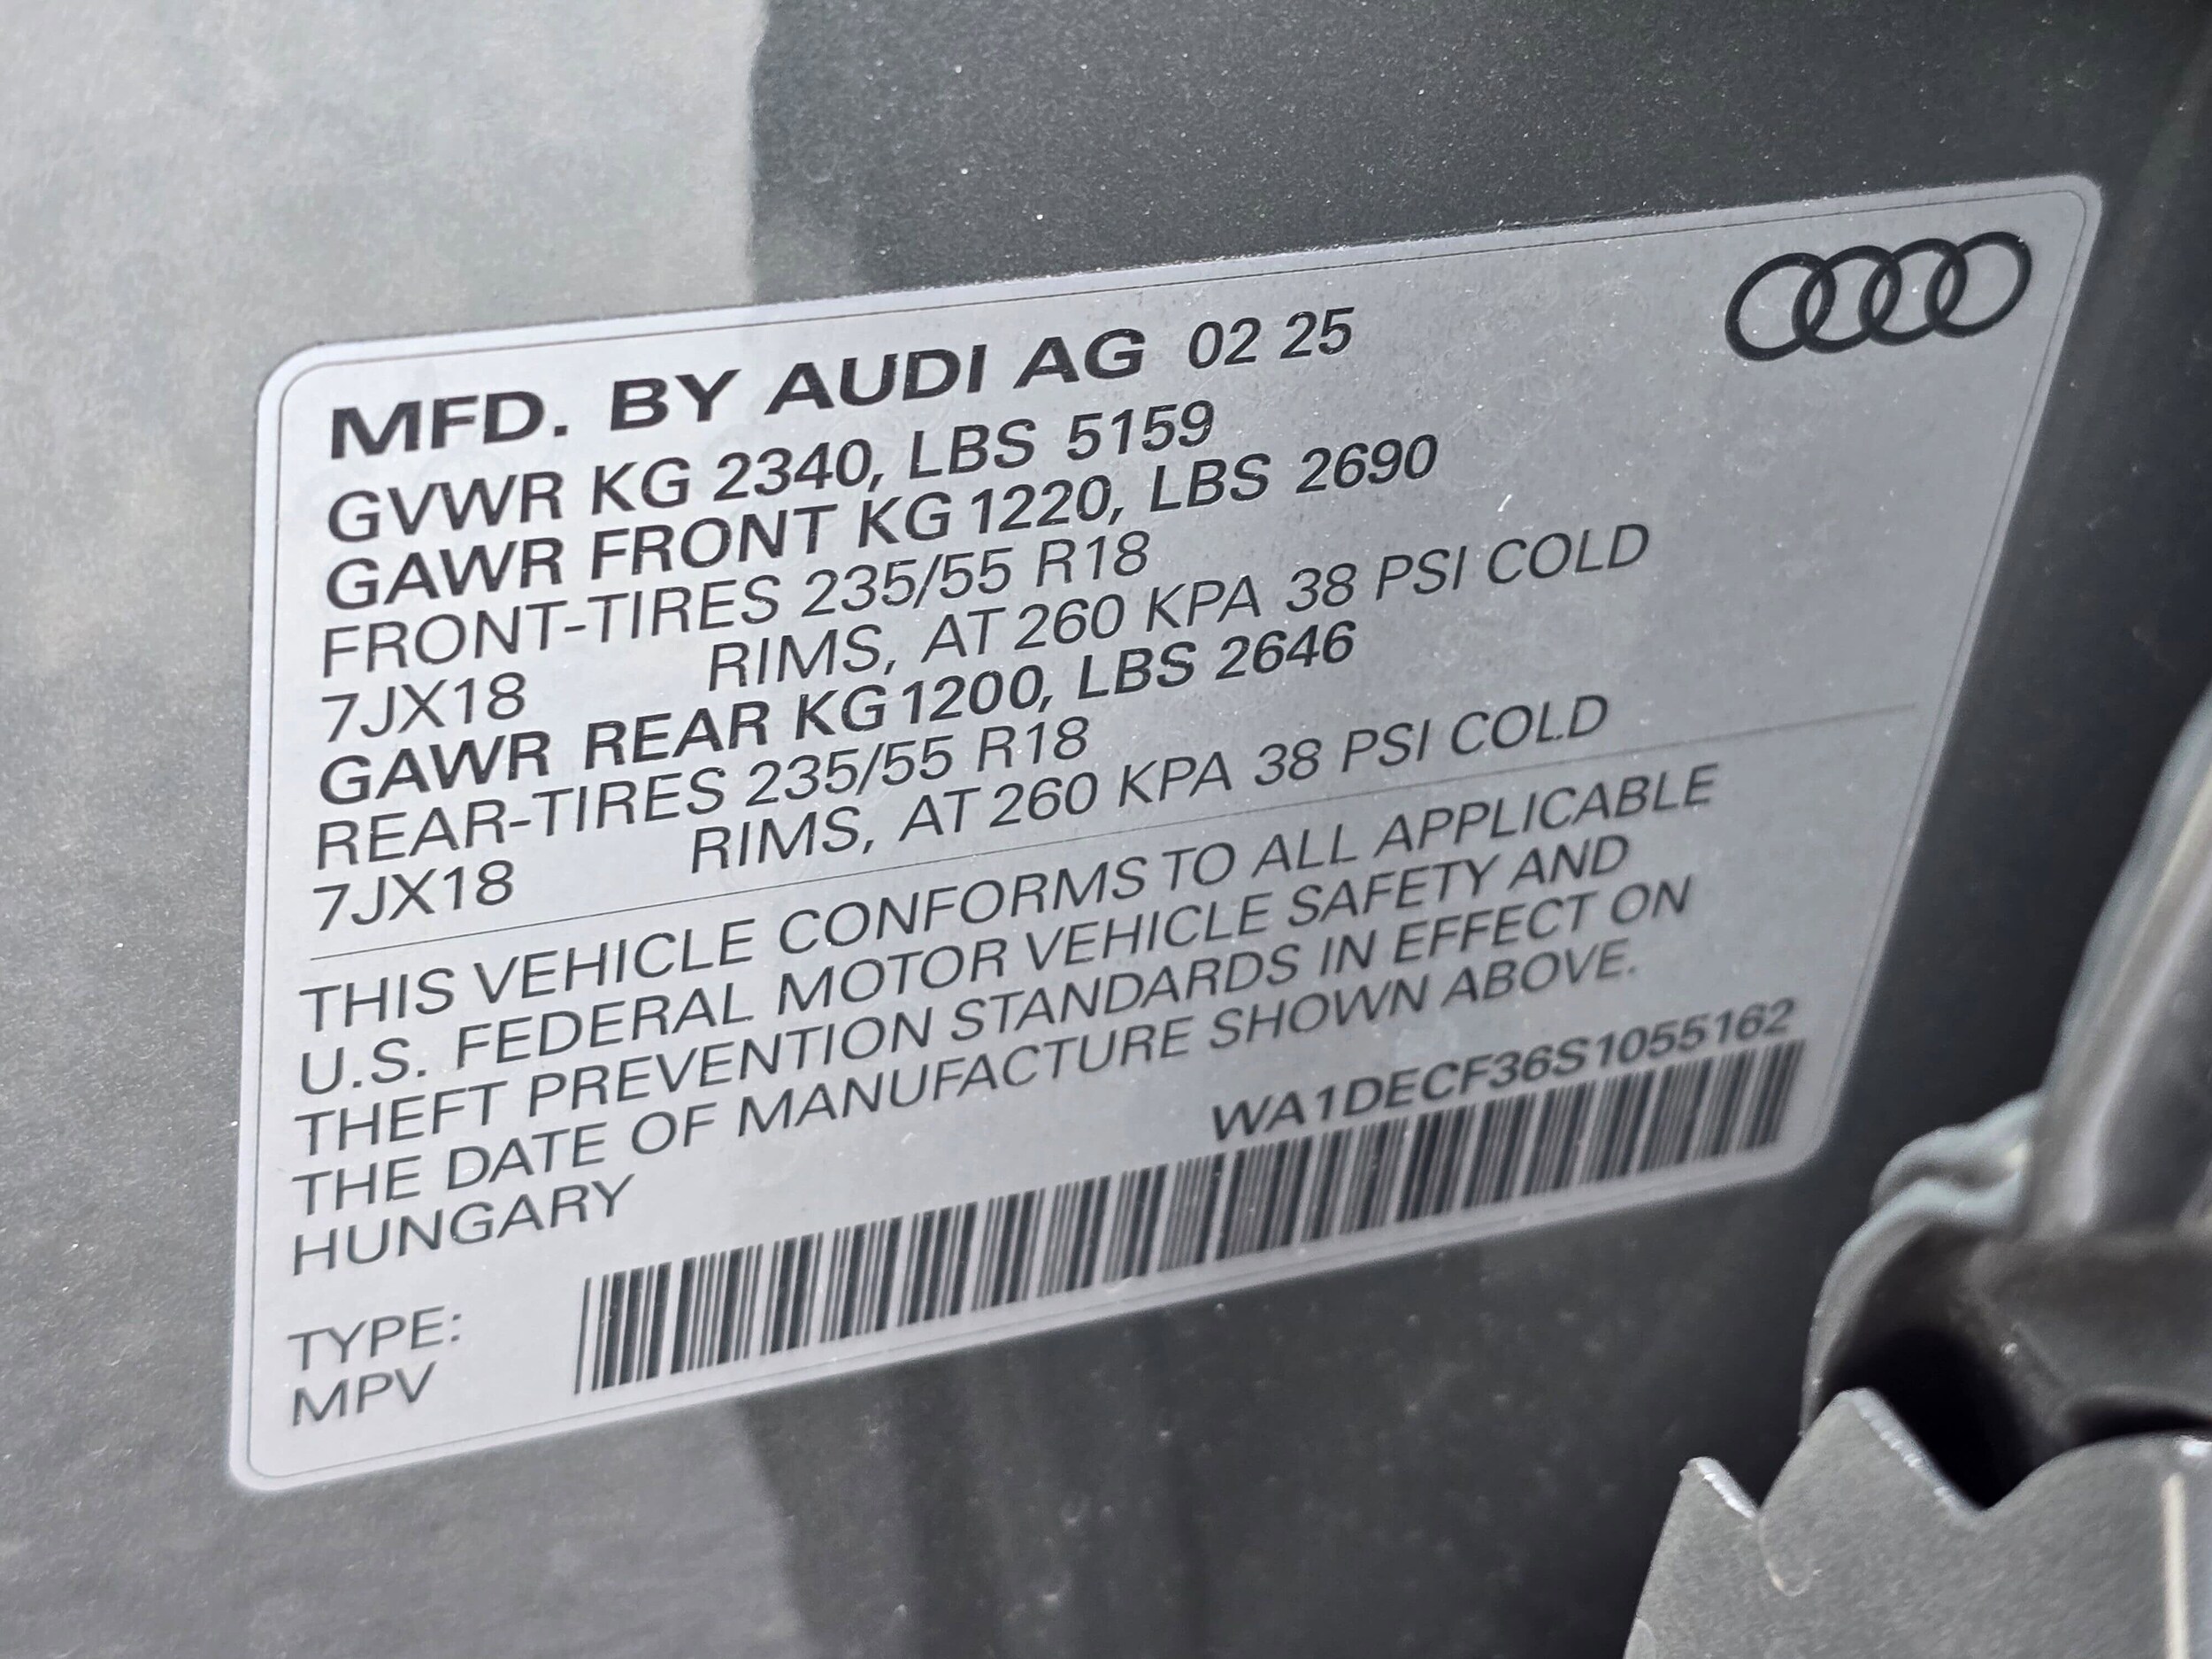 MFD. BY AUDI AG 02 25
GVWR KG 2340, LBS 5159
GAWR FRONT KG 1220, LBS 2690
FRONT-TIRES 235/55 R18
7JX18 RIMS, AT 260 KPA 38 PSI COLD
GAWR REAR KG 1200, LBS 2646
REAR-TIRES 235/55 R18
7JX18 RIMS, AT 260 KPA 38 PSI COLD
THIS VEHICLE CONFORMS TO ALL APPLICABLE
U.S. FEDERAL MOTOR VEHICLE SAFETY AND
THEFT PREVENTION STANDARDS IN EFFECT ON
THE DATE OF MANUFACTURE SHOWN ABOVE.
HUNGARY
WA1DECF36S1055162
TYPE:
MPV